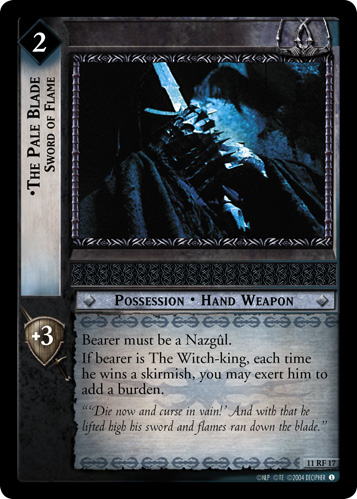 2
•The Pale Blade
Sword of Flame
Possession • Hand Weapon
+3
Bearer must be a Nazgûl.
If bearer is The Witch-king, each time
he wins a skirmish, you may exert him to
add a burden.
“‘Die now and curse in vain!’ And with that he
lifted high his sword and flames ran down the blade.”
11 RF 17
©NLP ©TE ©2004 DECIPHER